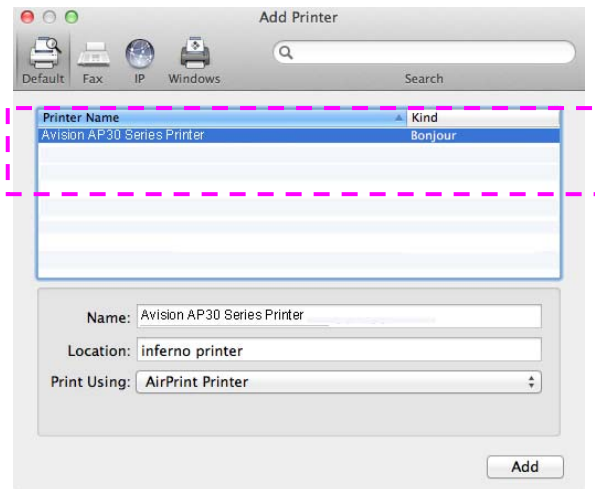 Add Printer
Default Fax IP Windows Search
Printer Name Kind
Avision AP30 Series Printer Bonjour
Name: Avision AP30 Series Printer
Location: inferno printer
Print Using: AirPrint Printer
Add